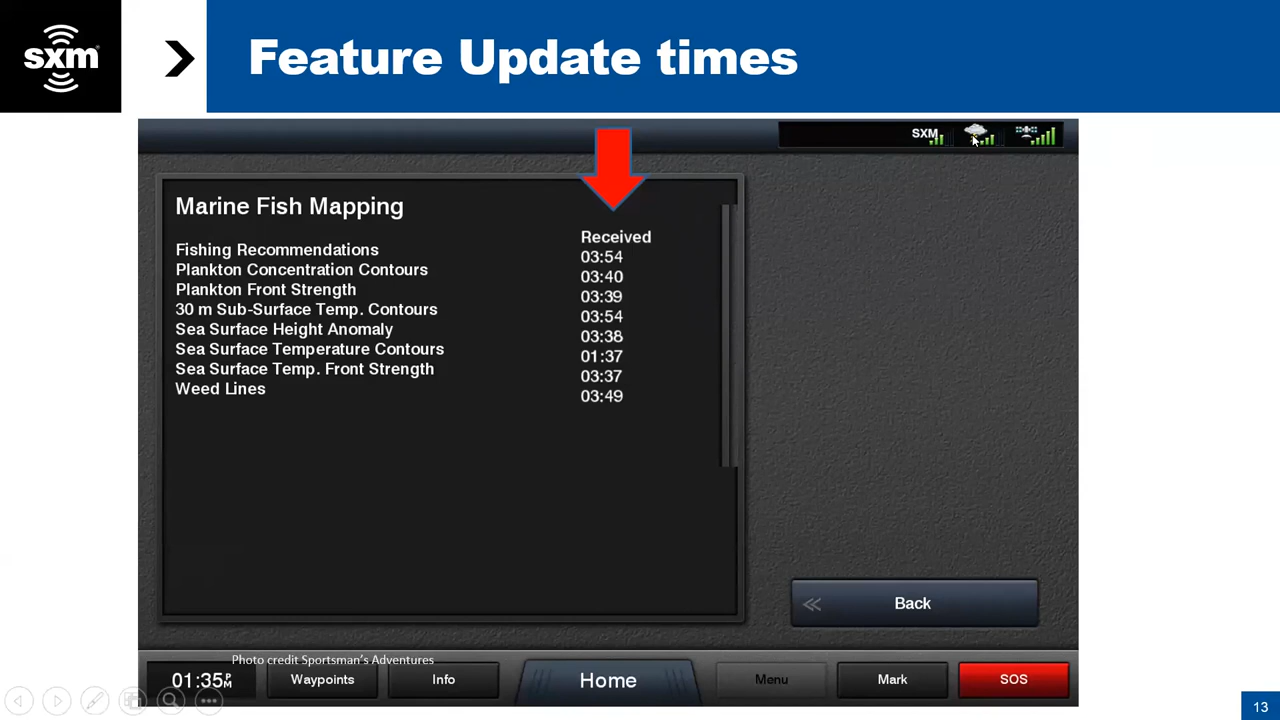 sxm
Feature Update times
SXM
Marine Fish Mapping
Received
Fishing Recommendations 03:54
Plankton Concentration Contours 03:40
Plankton Front Strength 03:39
30 m Sub-Surface Temp. Contours 03:54
Sea Surface Height Anomaly 03:38
Sea Surface Temperature Contours 01:37
Sea Surface Temp. Front Strength 03:37
Weed Lines 03:49
Back
Photo credit Sportsman's Adventures
01:35PM Waypoints Info Home Menu Mark SOS
13